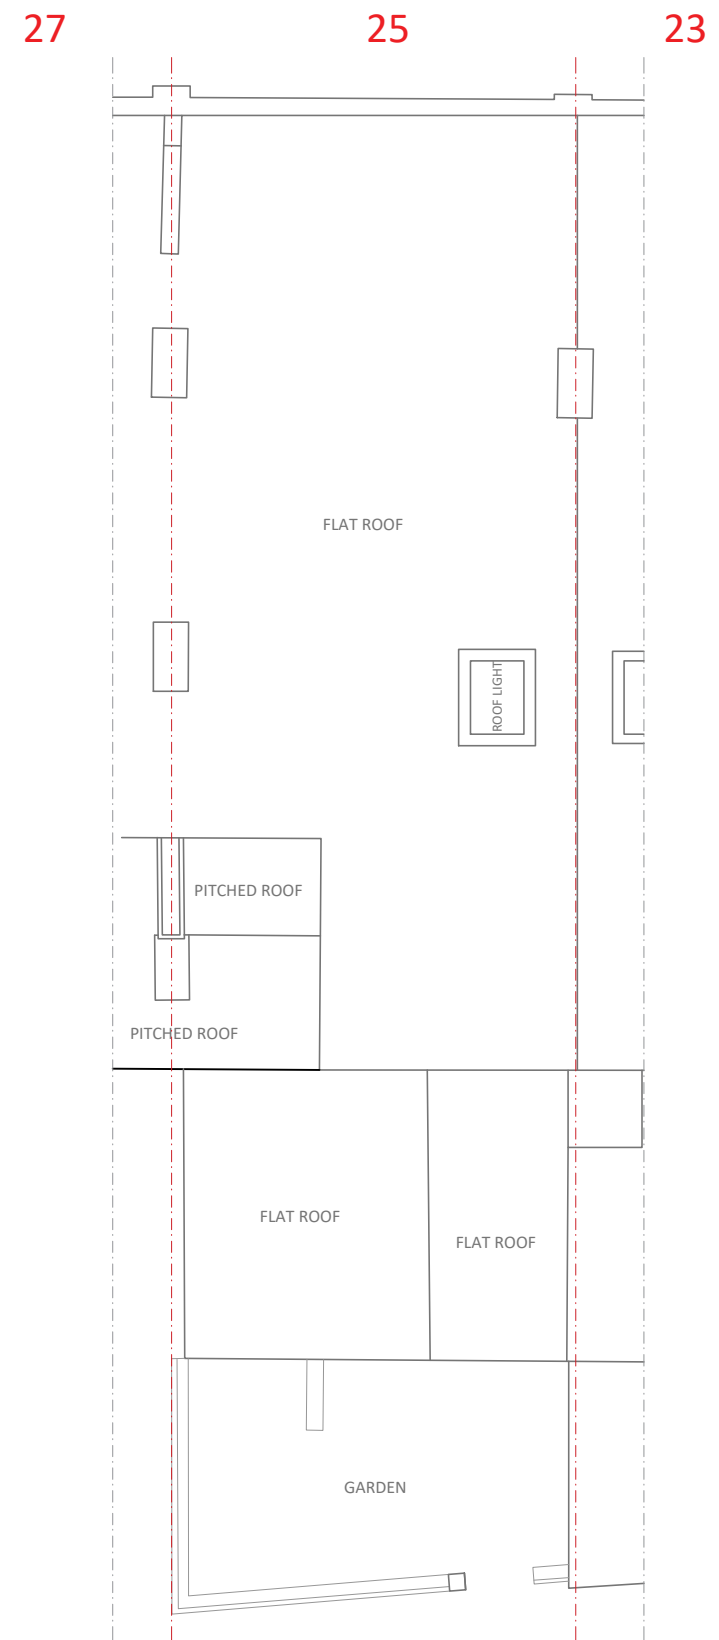 27
25
23
FLAT ROOF
ROOF LIGHT
PITCHED ROOF
PITCHED ROOF
FLAT ROOF
FLAT ROOF
GARDEN